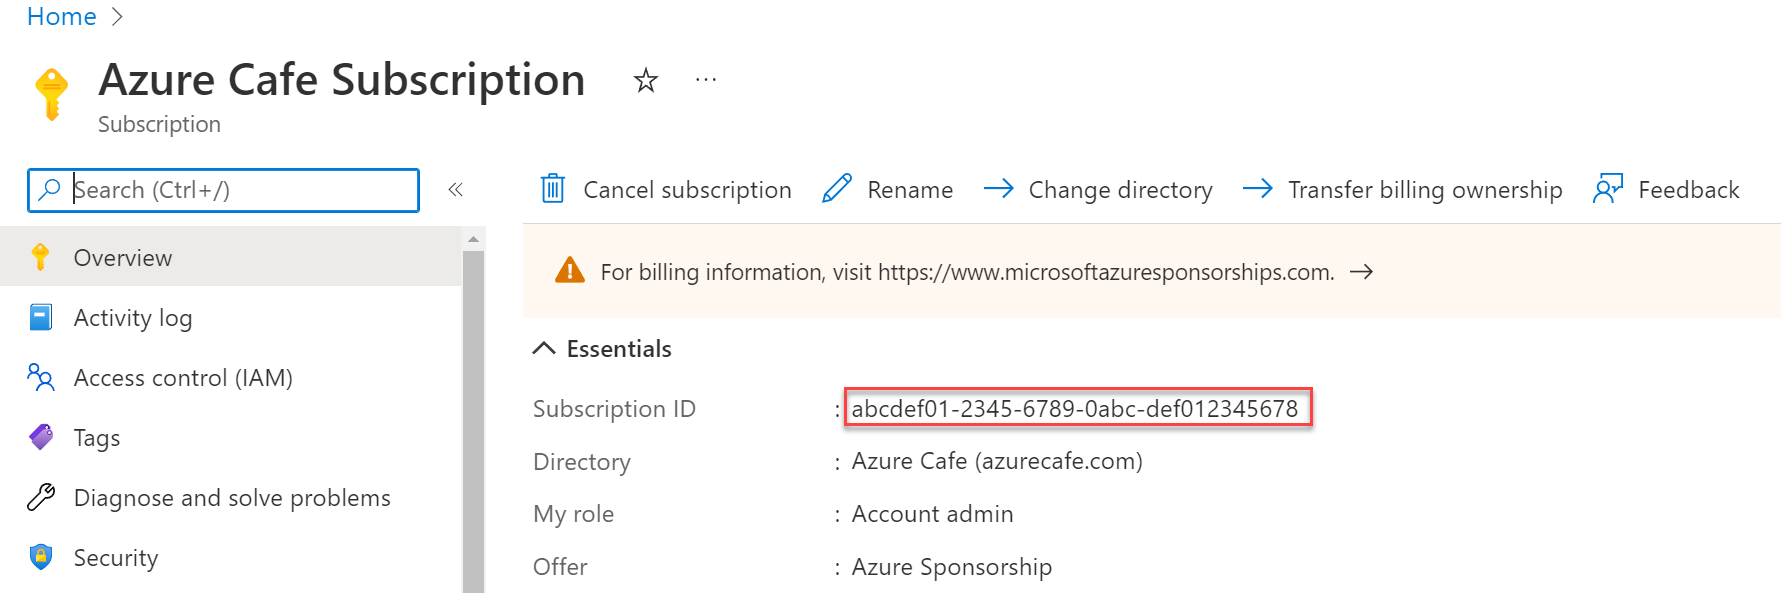 Home
Azure Cafe Subscription
Subscription
Search (Ctrl+/)
Overview
Activity log
Access control (IAM)
Tags
Diagnose and solve problems
Security
Cancel subscription
Rename
Change directory
Transfer billing ownership
Feedback
For billing information, visit https://www.microsoftazuresponsorships.com.
Essentials
Subscription ID : abcdef01-2345-6789-0abc-def012345678
Directory : Azure Cafe (azurecafe.com)
My role : Account admin
Offer : Azure Sponsorship